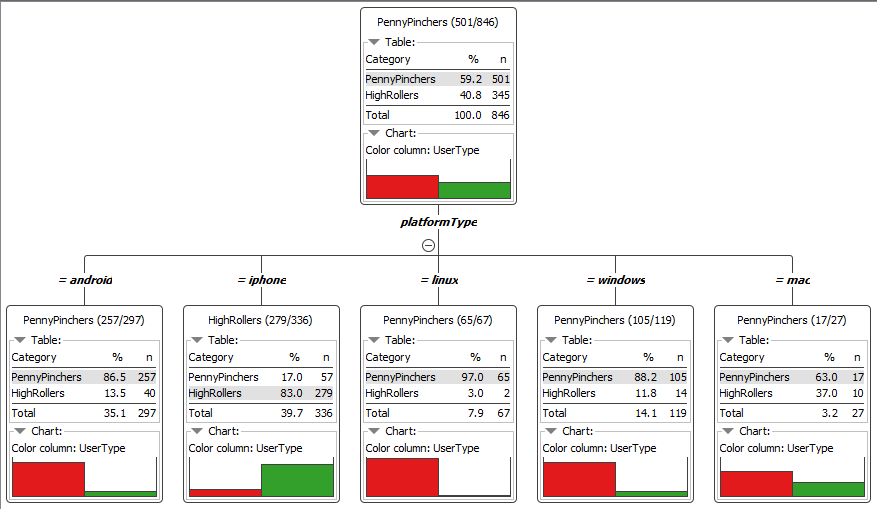 PennyPinchers (501/846)
Table:
Category % n
PennyPinchers 59.2 501
HighRollers 40.8 345
Total 100.0 846
Chart:
Color column: UserType
platformType
= android
= iphone
= linux
= windows
= mac
PennyPinchers (257/297)
Table:
Category % n
PennyPinchers 86.5 257
HighRollers 13.5 40
Total 35.1 297
Chart:
Color column: UserType
HighRollers (279/336)
Table:
Category % n
PennyPinchers 17.0 57
HighRollers 83.0 279
Total 39.7 336
Chart:
Color column: UserType
PennyPinchers (65/67)
Table:
Category % n
PennyPinchers 97.0 65
HighRollers 3.0 2
Total 7.9 67
Chart:
Color column: UserType
PennyPinchers (105/119)
Table:
Category % n
PennyPinchers 88.2 105
HighRollers 11.8 14
Total 14.1 119
Chart:
Color column: UserType
PennyPinchers (17/27)
Table:
Category % n
PennyPinchers 63.0 17
HighRollers 37.0 10
Total 3.2 27
Chart:
Color column: UserType